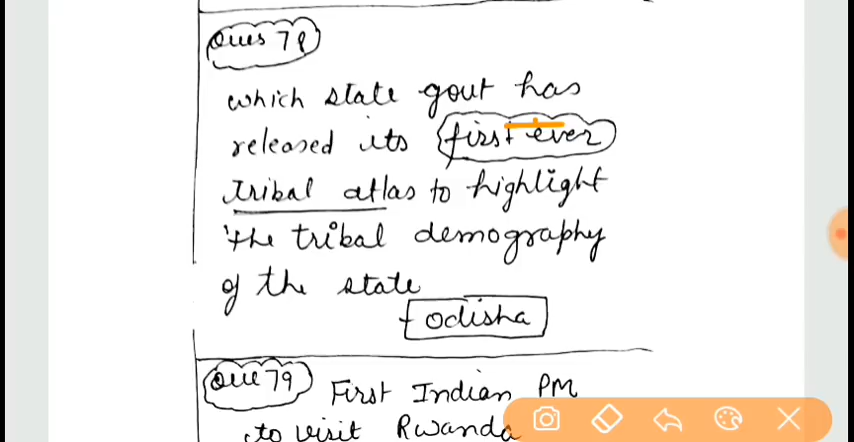 Ques 78
which state govt has
released its first ever
tribal atlas to highlight
the tribal demography
of the state
- odisha
Que 79
First Indian PM
to visit Rwanda